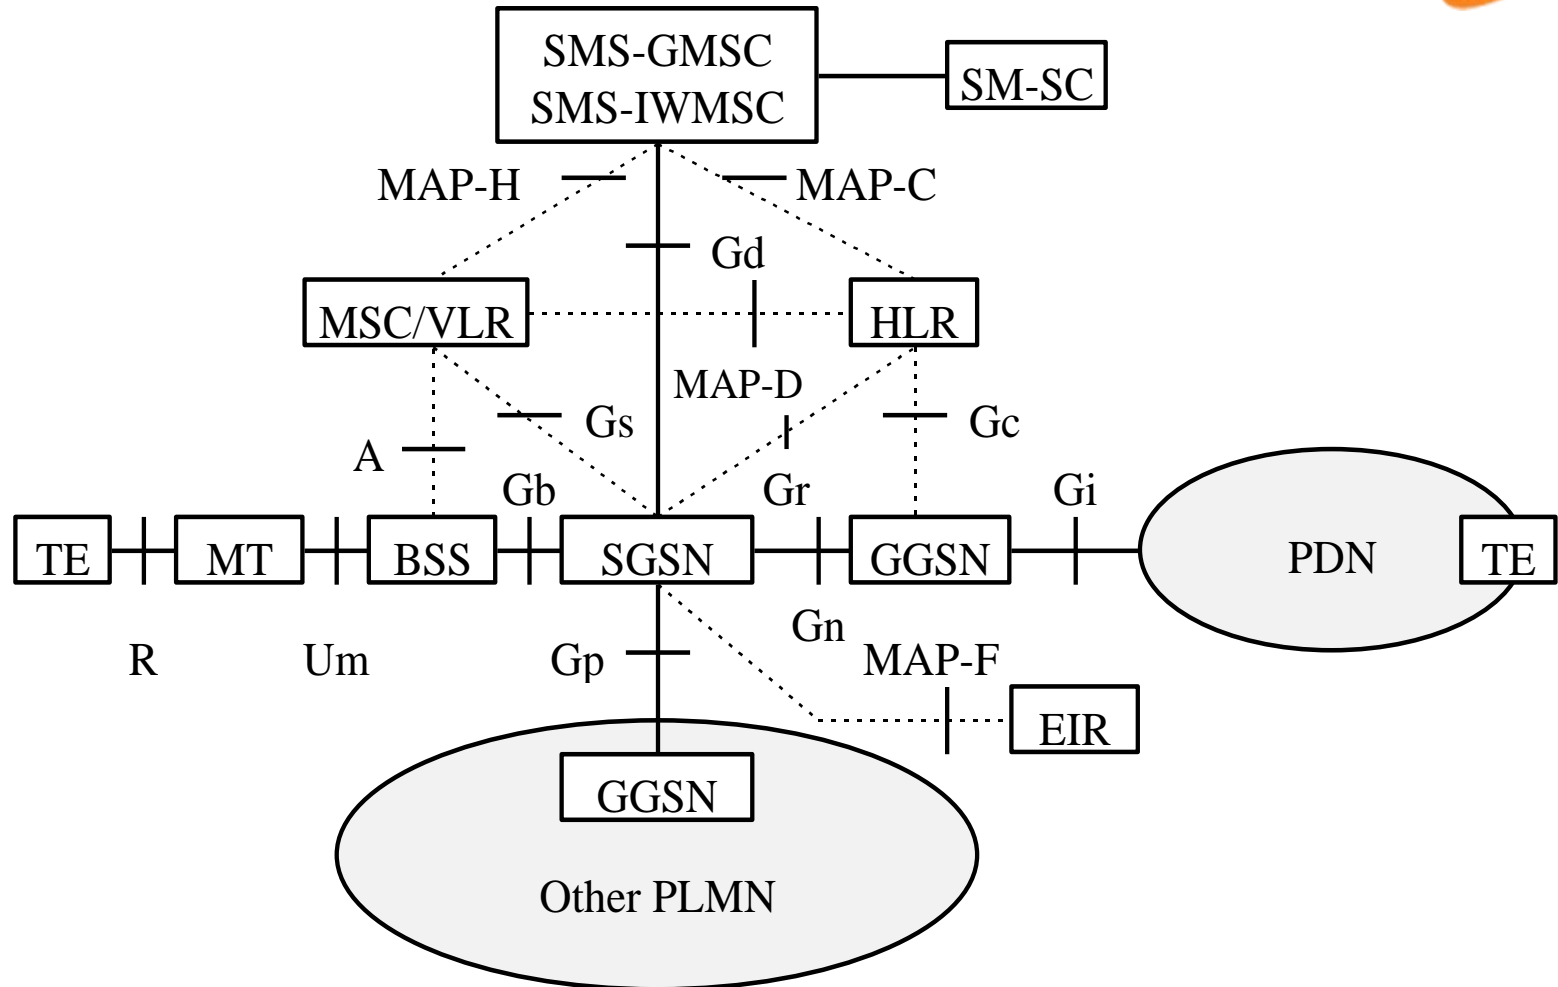 SMS-GMSC
SMS-IWMSC
SM-SC
MAP-H
MAP-C
Gd
MSC/VLR
HLR
MAP-D
Gs
Gc
A
Gb
Gr
Gi
TE
MT
BSS
SGSN
GGSN
PDN
TE
R
Um
Gp
Gn
MAP-F
EIR
GGSN
Other PLMN